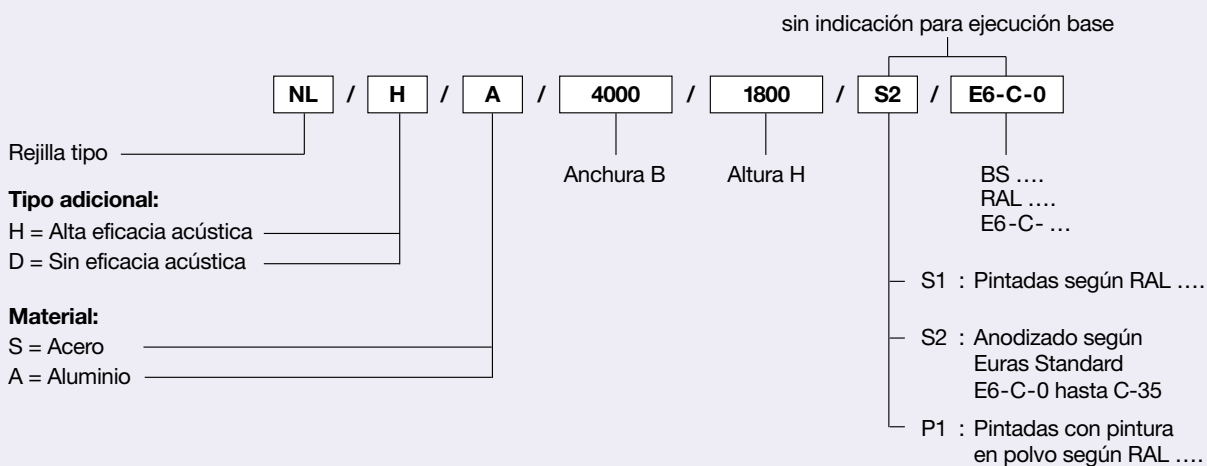 sin indicación para ejecución base
NL / H / A / 4000 / 1800 / S2 / E6-C-0
Rejilla tipo
Anchura B
Altura H
BS ....
RAL ....
E6-C- ...
Tipo adicional:
H = Alta eficacia acústica
D = Sin eficacia acústica
Material:
S = Acero
A = Aluminio
S1 : Pintadas según RAL ....
S2 : Anodizado según
Euras Standard
E6-C-0 hasta C-35
P1 : Pintadas con pintura
en polvo según RAL ....